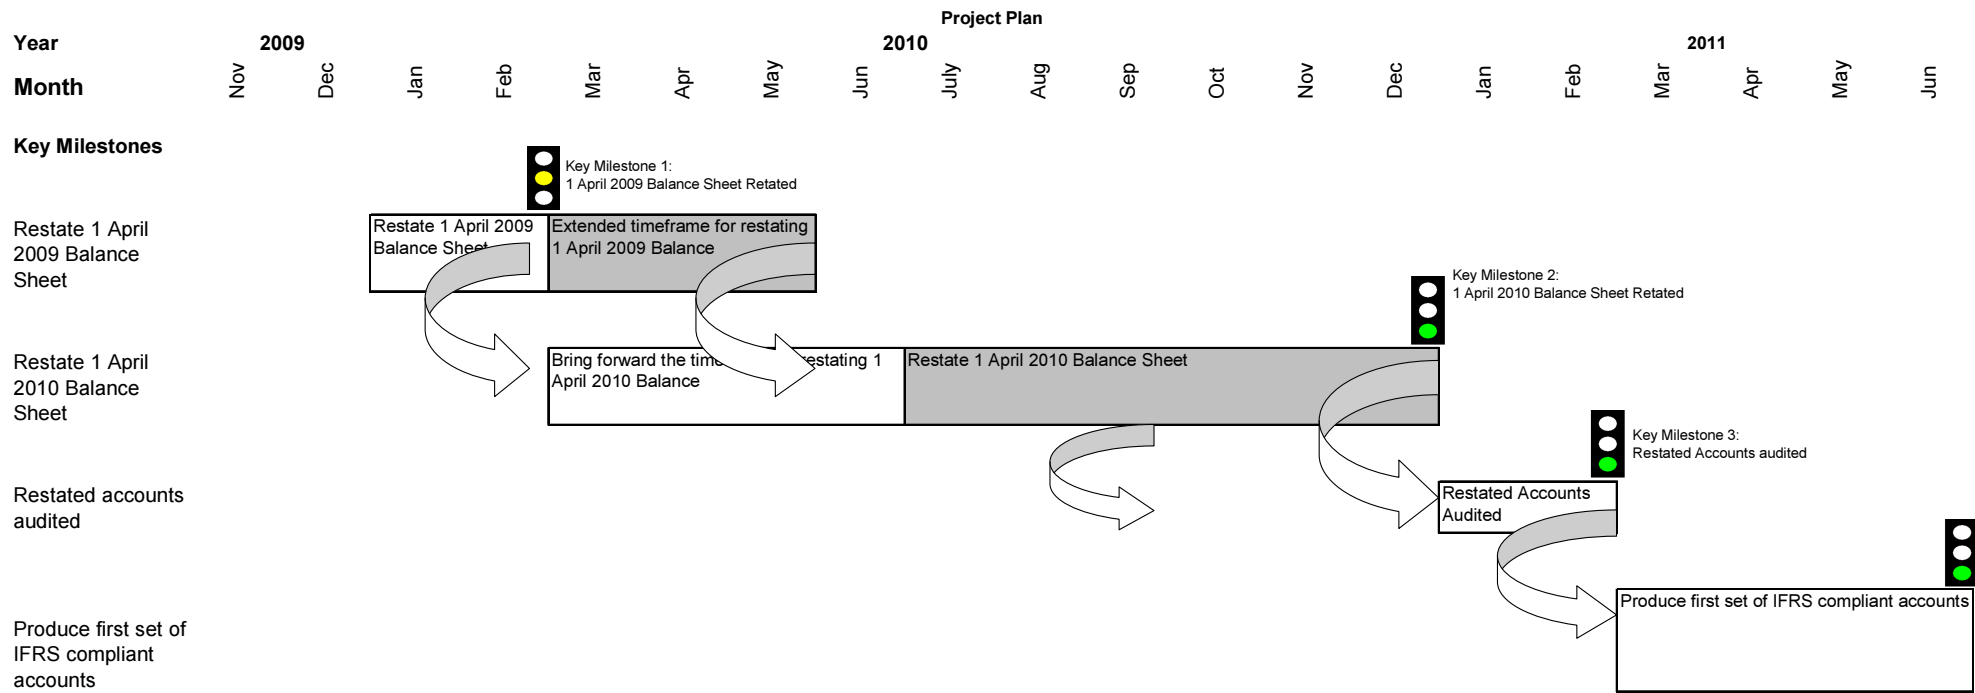 Project Plan
Year 2009 2010 2011
Month Nov Dec Jan Feb Mar Apr May Jun July Aug Sep Oct Nov Dec Jan Feb Mar Apr May Jun
Key Milestones
Key Milestone 1:
1 April 2009 Balance Sheet Retated
Restate 1 April
2009 Balance
Sheet
Restate 1 April 2009
Balance Sheet
Extended timeframe for restating
1 April 2009 Balance
Key Milestone 2:
1 April 2010 Balance Sheet Retated
Restate 1 April
2010 Balance
Sheet
Bring forward the restating 1
April 2010 Balance
Restate 1 April 2010 Balance Sheet
Key Milestone 3:
Restated Accounts audited
Restated accounts
audited
Restated Accounts
Audited
Produce first set of
IFRS compliant
accounts
Produce first set of IFRS compliant accounts